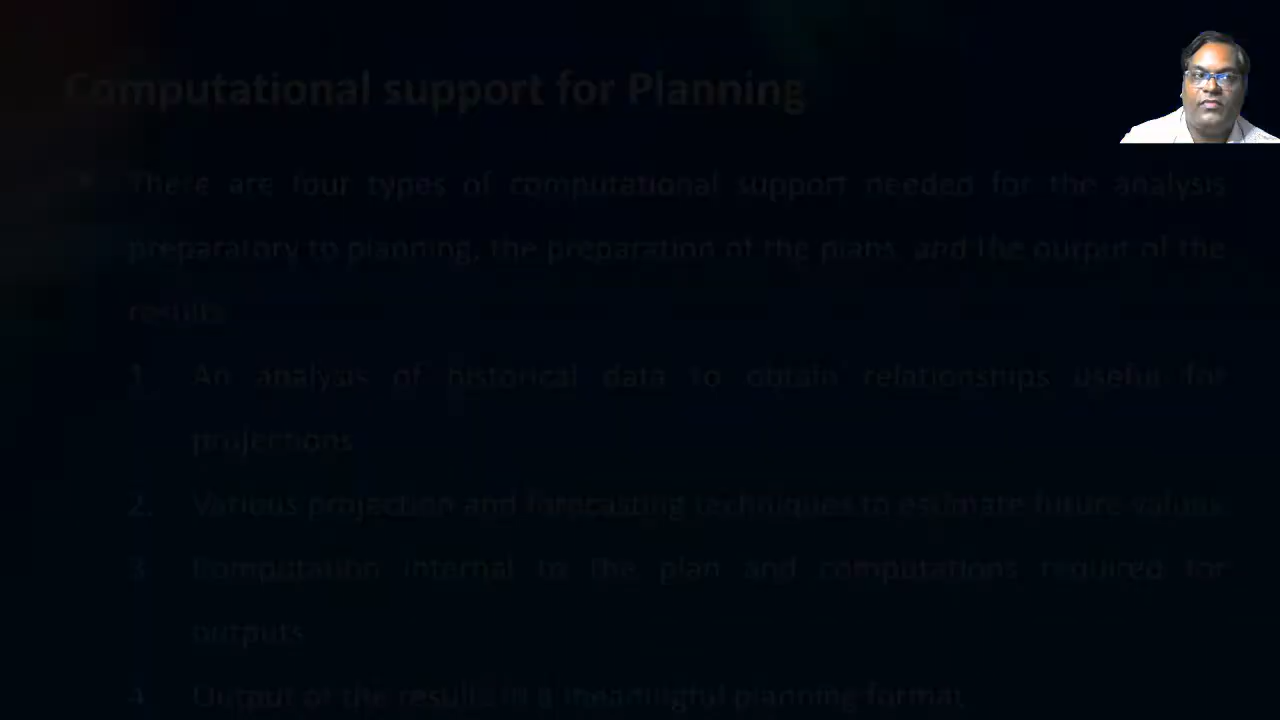 Computational support for Planning
• There are four types of computational support needed for the analysis
preparatory to planning, the preparation of the plans, and the output of the
results
1. An analysis of historical data to obtain relationships useful for
projections
2. Various projection and forecasting techniques to estimate future values
3. Computation internal to the plan and computations required for
outputs
4. Output of the results in a meaningful planning format